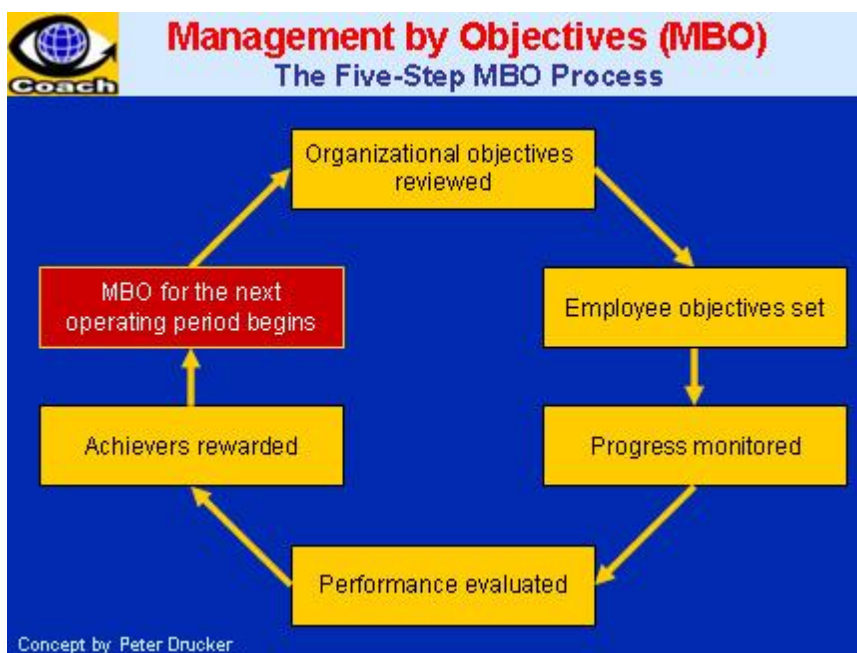 Coach
Management by Objectives (MBO)
The Five-Step MBO Process
Organizational objectives
reviewed
MBO for the next
operating period begins
Employee objectives set
Achievers rewarded
Progress monitored
Performance evaluated
Concept by Peter Drucker